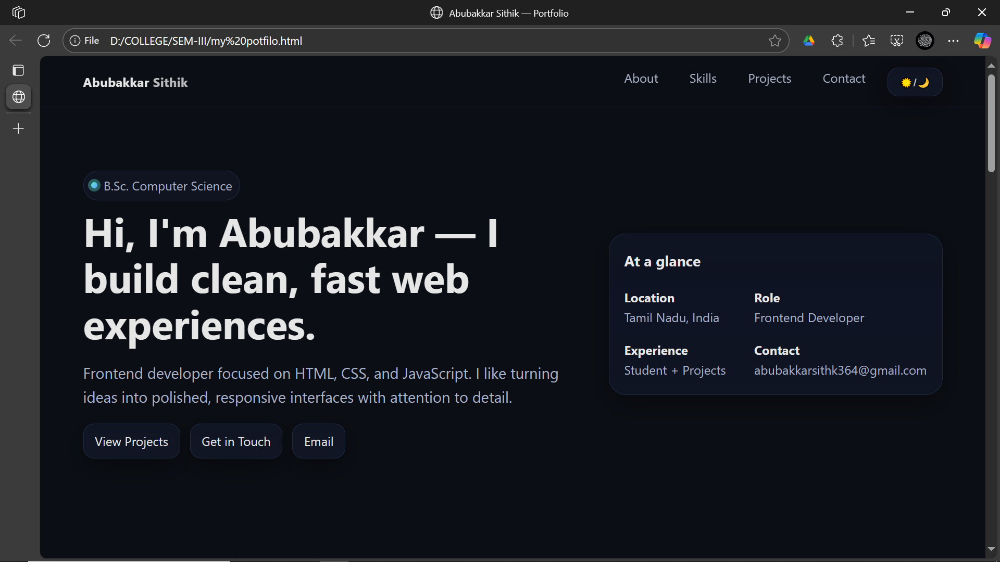 Abubakkar Sithik — Portfolio
File D:/COLLEGE/SEM-III/my%20potfilo.html
Abubakkar Sithik
About Skills Projects Contact ☀/🌙
B.Sc. Computer Science
Hi, I'm Abubakkar — I
build clean, fast web
experiences.
Frontend developer focused on HTML, CSS, and JavaScript. I like turning
ideas into polished, responsive interfaces with attention to detail.
View Projects Get in Touch Email
At a glance
Location Role
Tamil Nadu, India Frontend Developer
Experience Contact
Student + Projects abubakkarsithk364@gmail.com